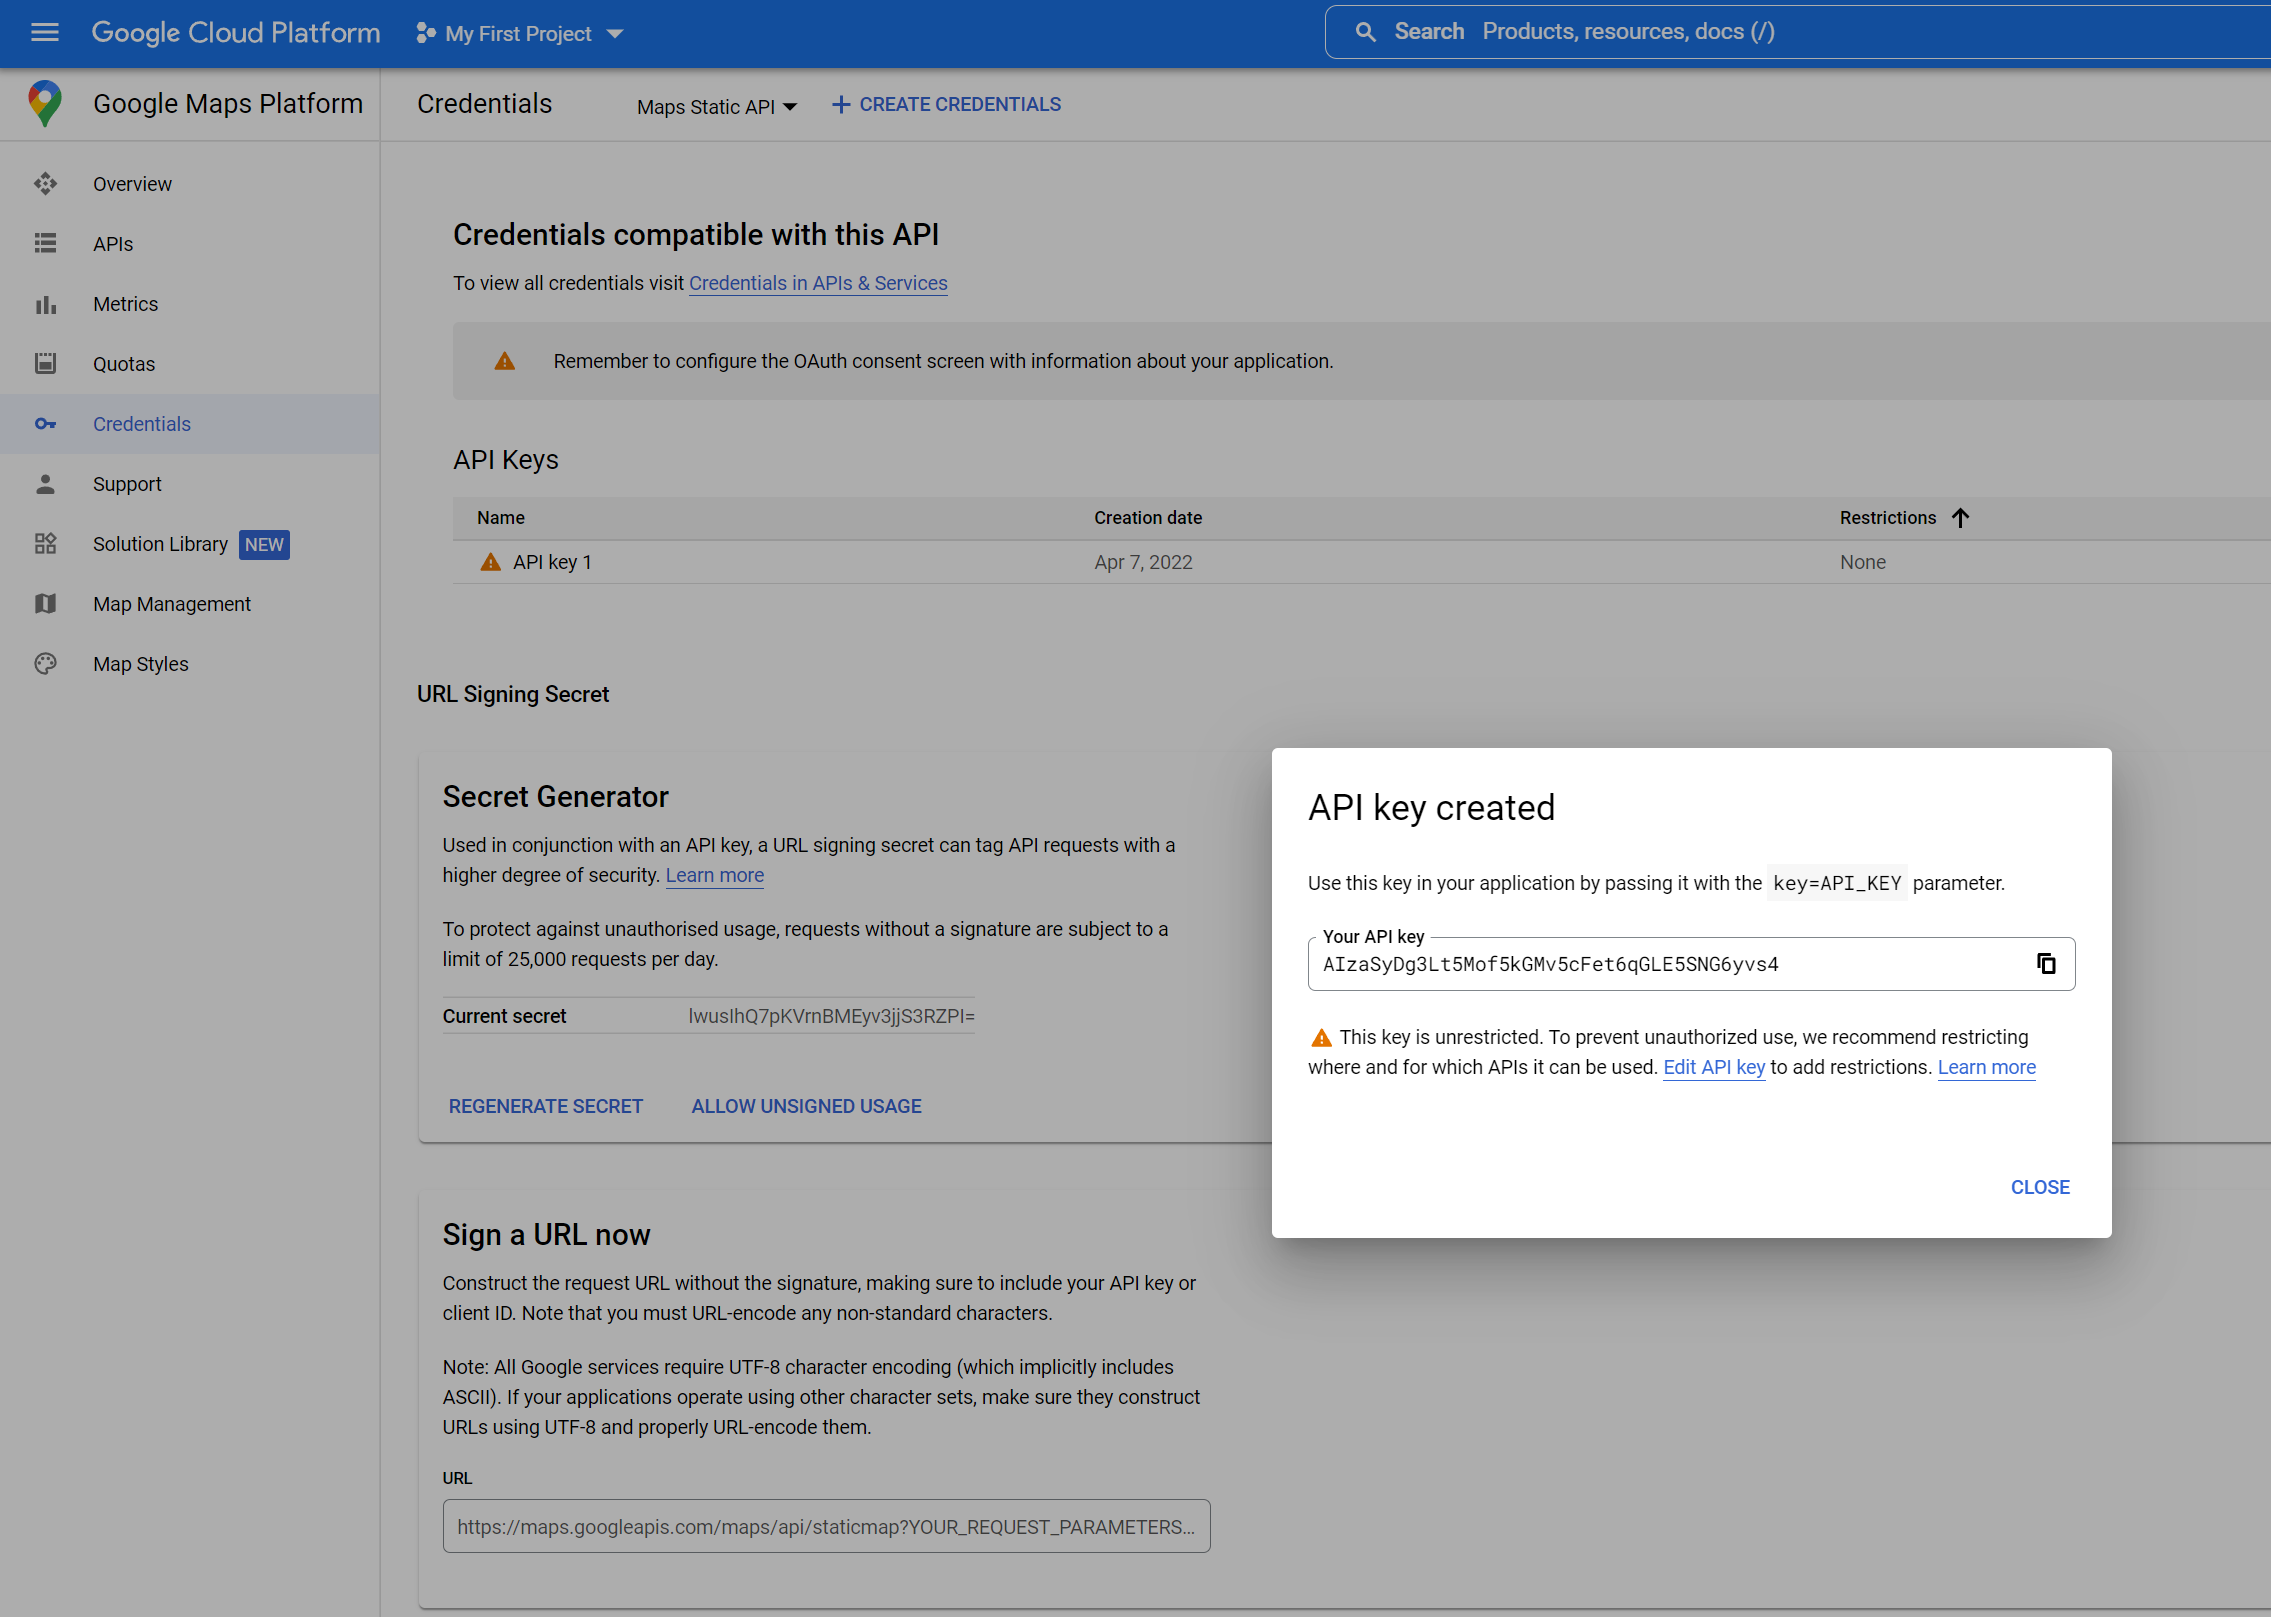 Google Cloud Platform
My First Project
Search Products, resources, docs (/)
Google Maps Platform
Credentials
Maps Static API
CREATE CREDENTIALS
Overview
APIs
Metrics
Quotas
Credentials
Support
Solution Library NEW
Map Management
Map Styles
Credentials compatible with this API
To view all credentials visit Credentials in APIs & Services
Remember to configure the OAuth consent screen with information about your application.
API Keys
Name Creation date Restrictions
API key 1 Apr 7, 2022 None
URL Signing Secret
Secret Generator
Used in conjunction with an API key, a URL signing secret can tag API requests with a
higher degree of security. Learn more
To protect against unauthorised usage, requests without a signature are subject to a
limit of 25,000 requests per day.
Current secret lwusIhQ7pKVrnBMEyv3jjS3RZPI=
REGENERATE SECRET ALLOW UNSIGNED USAGE
Sign a URL now
Construct the request URL without the signature, making sure to include your API key or
client ID. Note that you must URL-encode any non-standard characters.
Note: All Google services require UTF-8 character encoding (which implicitly includes
ASCII). If your applications operate using other character sets, make sure they construct
URLs using UTF-8 and properly URL-encode them.
URL
https://maps.googleapis.com/maps/api/staticmap?YOUR_REQUEST_PARAMETERS...
API key created
Use this key in your application by passing it with the key=API_KEY parameter.
Your API key
AIzaSyDg3Lt5Mof5kGMv5cFet6qGLE5SNG6yvs4
This key is unrestricted. To prevent unauthorized use, we recommend restricting
where and for which APIs it can be used. Edit API key to add restrictions. Learn more
CLOSE